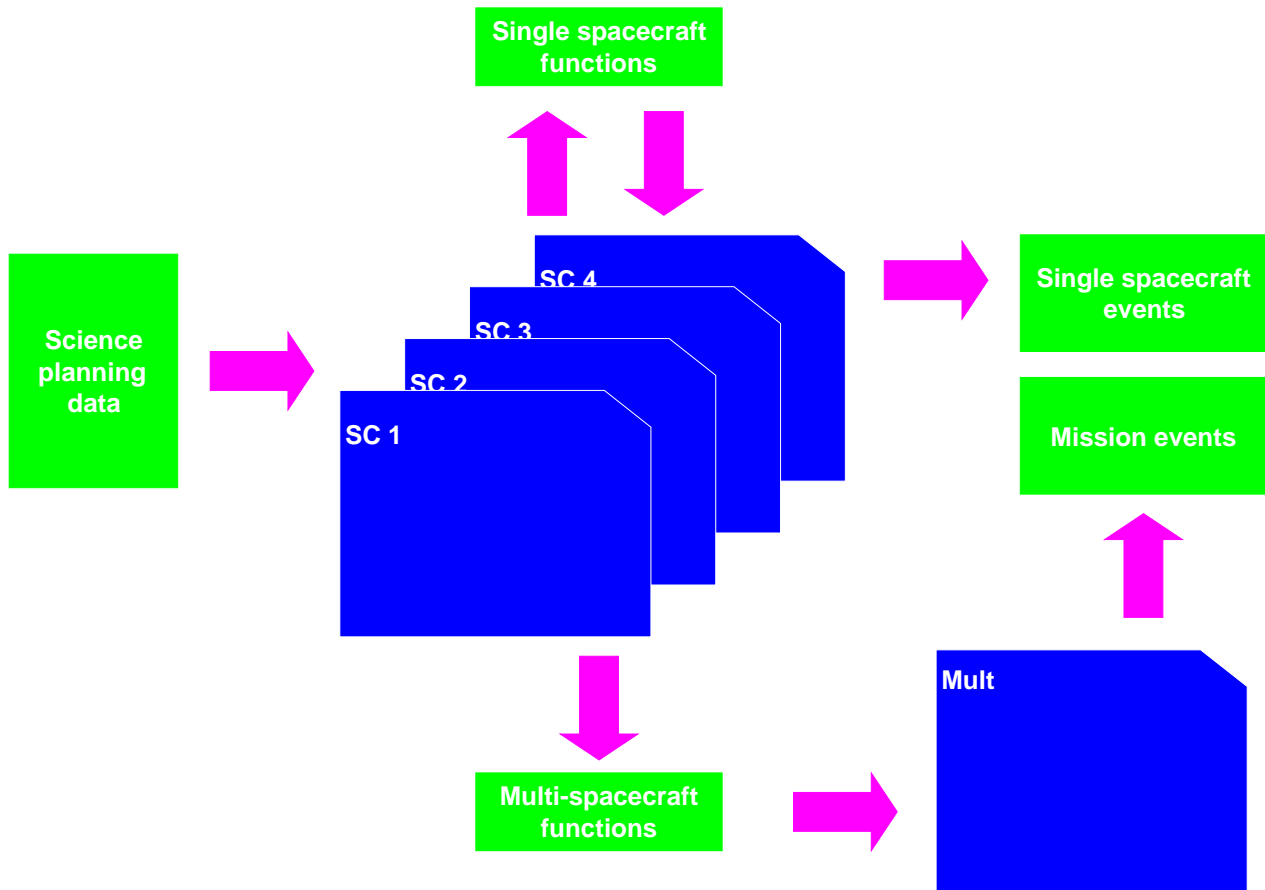 Single spacecraft
functions
SC 4
Single spacecraft
events
Science
planning
data
SC 3
SC 2
SC 1
Mission events
Mult
Multi-spacecraft
functions